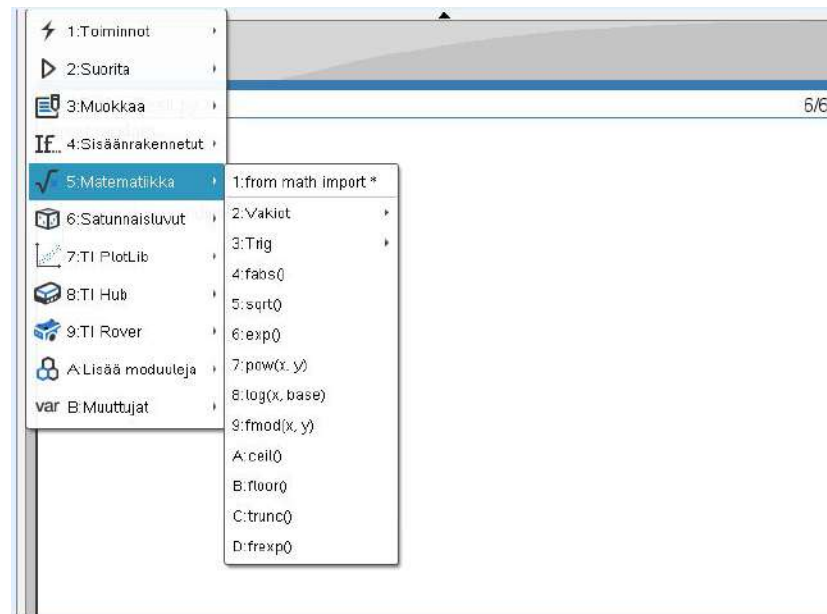 1:Toiminnot
2:Suorita
3:Muokkaa
6/6
If... 4:Sisäänrakennetut
5:Matematiikka
1:from math import *
6:Satunnaisluvut
2:Vakiot
3:Trig
7:TI PlotLib
4:fabs()
8:TI Hub
5:sqrt()
9:TI Rover
6:exp()
A:Lisää moduuleja
7:pow(x, y)
8:log(x, base)
var B:Muuttujat
9:fmod(x, y)
A:ceil()
B:floor()
C:trunc()
D:frexp()